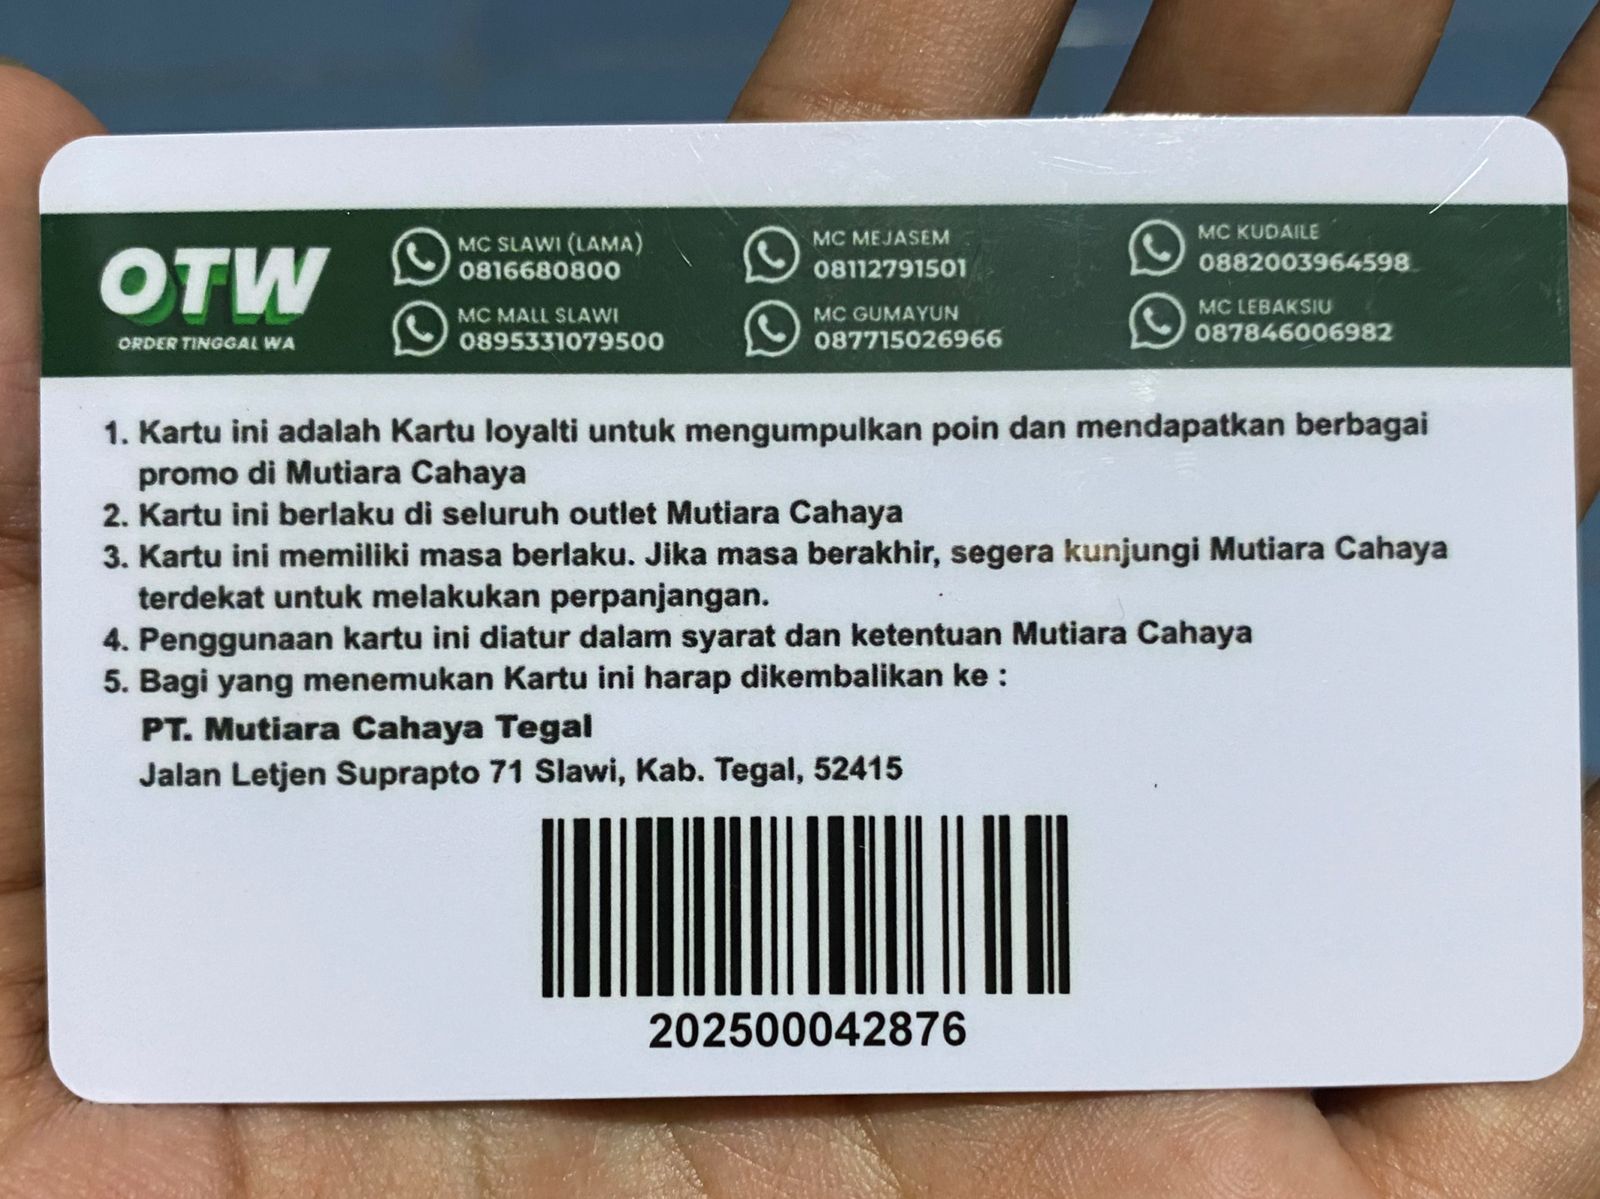 OTW
ORDER TINGGAL WA
MC SLAWI (LAMA)
0816680800
MC MALL SLAWI
0895331079500
MC MEJASEM
08112791501
MC GUMAYUN
087715026966
MC KUDAILE
0882003964598
MC LEBAKSIU
087846006982
1. Kartu ini adalah Kartu loyalti untuk mengumpulkan poin dan mendapatkan berbagai
promo di Mutiara Cahaya
2. Kartu ini berlaku di seluruh outlet Mutiara Cahaya
3. Kartu ini memiliki masa berlaku. Jika masa berakhir, segera kunjungi Mutiara Cahaya
terdekat untuk melakukan perpanjangan.
4. Penggunaan kartu ini diatur dalam syarat dan ketentuan Mutiara Cahaya
5. Bagi yang menemukan Kartu ini harap dikembalikan ke :
PT. Mutiara Cahaya Tegal
Jalan Letjen Suprapto 71 Slawi, Kab. Tegal, 52415
202500042876